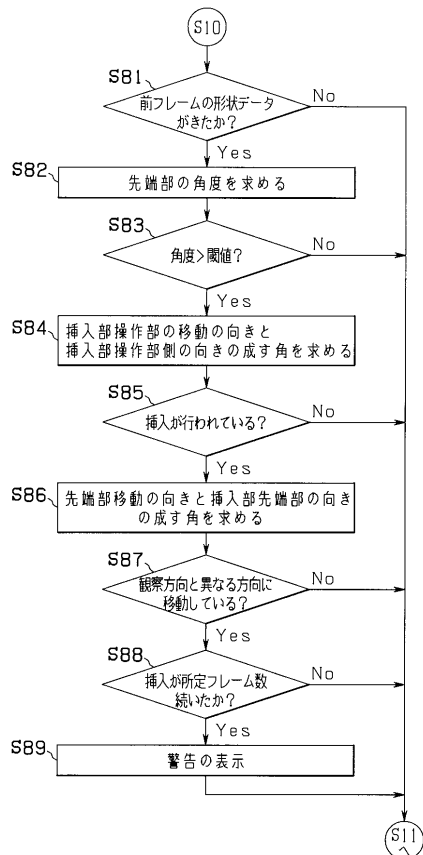 S10
S81
前フレームの形状データ
がきたか?
No
Yes
S82
先端部の角度を求める
S83
角度>閾値?
No
Yes
S84
挿入部操作部の移動の向きと
挿入部操作部側の向きの成す角を求める
S85
挿入が行われている?
No
Yes
S86
先端部移動の向きと挿入部先端部の向き
の成す角を求める
S87
観察方向と異なる方向に
移動している?
No
Yes
S88
挿入が所定フレーム数
続いたか?
No
Yes
S89
警告の表示
S11
へ